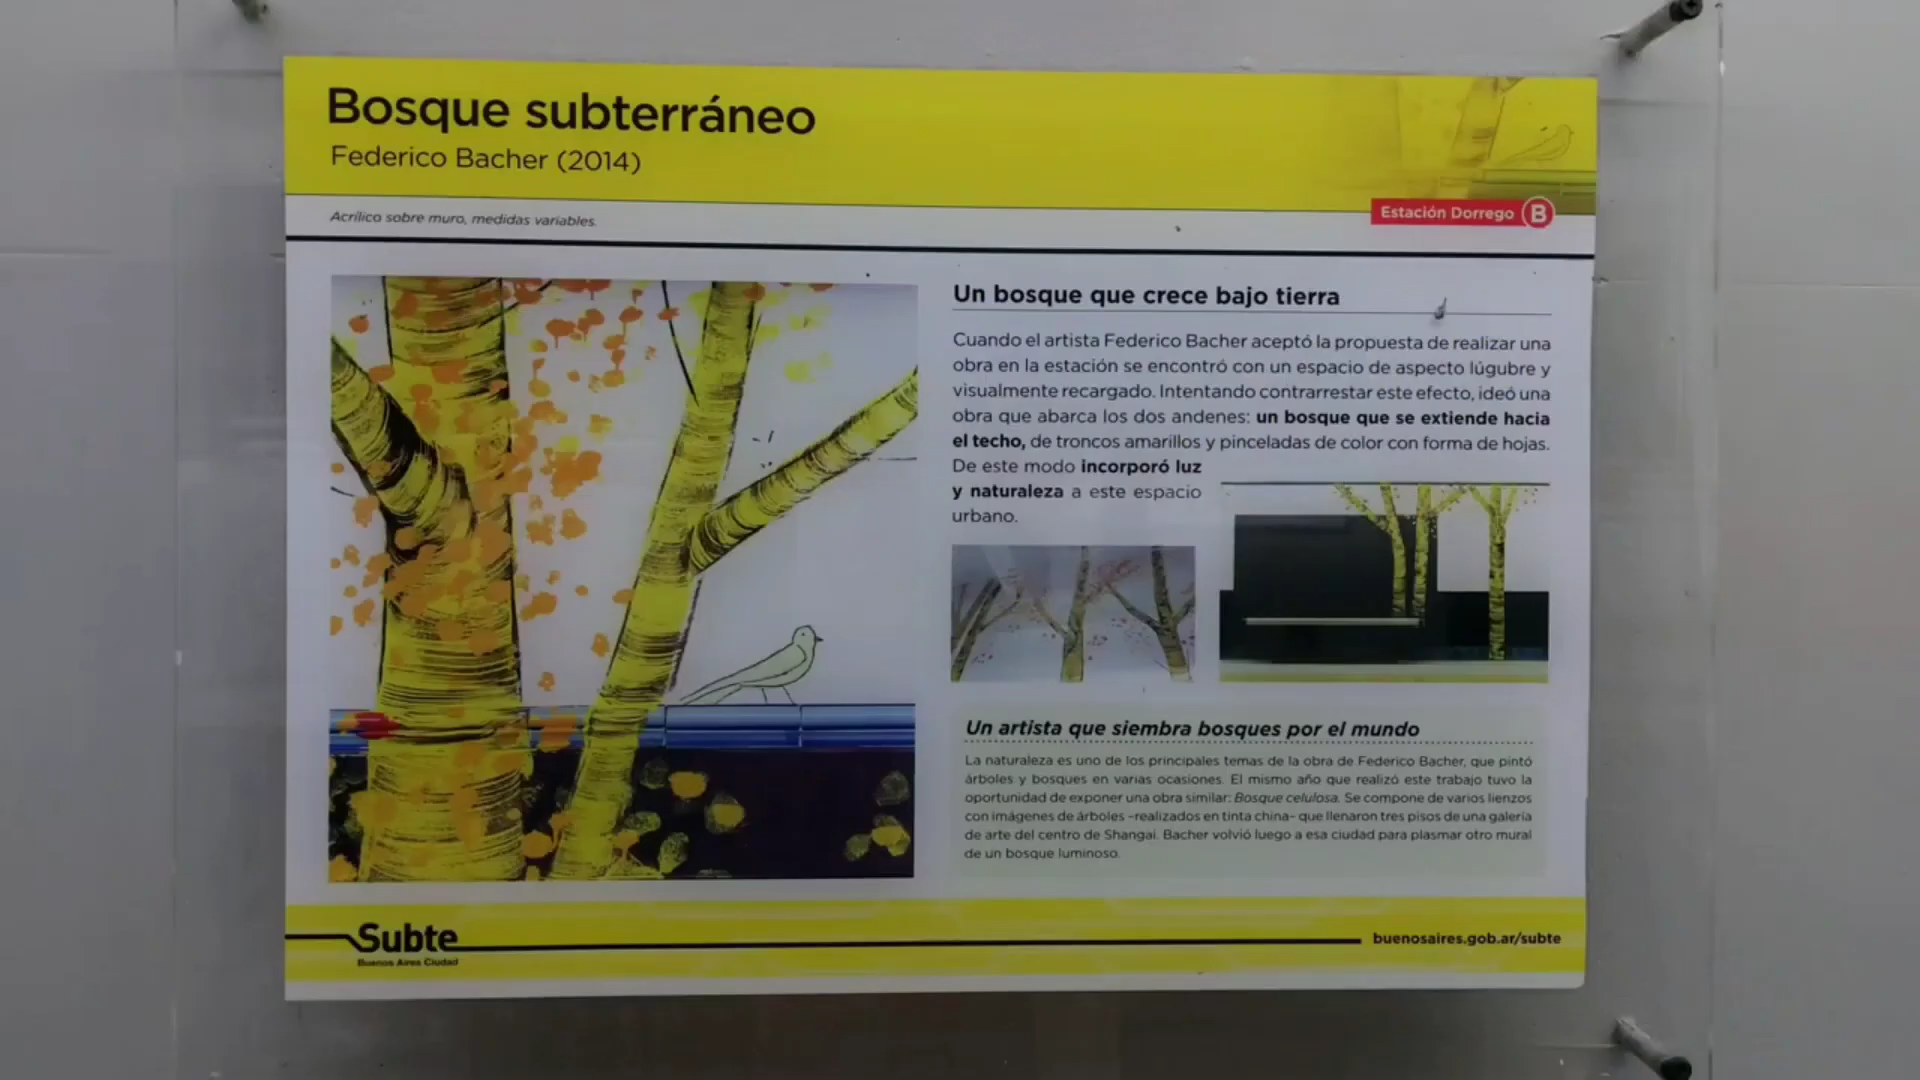 Bosque subterráneo
Federico Bacher (2014)
Acrílico sobre muro, medidas variables.
Estación Dorrego B
Un bosque que crece bajo tierra
Cuando el artista Federico Bacher aceptó la propuesta de realizar una
obra en la estación se encontró con un espacio de aspecto lúgubre y
visualmente recargado. Intentando contrarrestar este efecto, ideó una
obra que abarca los dos andenes: un bosque que se extiende hacia
el techo, de troncos amarillos y pinceladas de color con forma de hojas.
De este modo incorporó luz
y naturaleza a este espacio
urbano.
Un artista que siembra bosques por el mundo
La naturaleza es uno de los principales temas de la obra de Federico Bacher, que pintó
árboles y bosques en varias ocasiones. El mismo año que realizó este trabajo tuvo la
oportunidad de exponer una obra similar: Bosque celulosa. Se compone de varios lienzos
con imágenes de árboles –realizados en tinta china– que llenaron tres pisos de una galería
de arte del centro de Shangai. Bacher volvió luego a esa ciudad para plasmar otro mural
de un bosque luminoso.
Subte
Buenos Aires Ciudad
buenosaires.gob.ar/subte